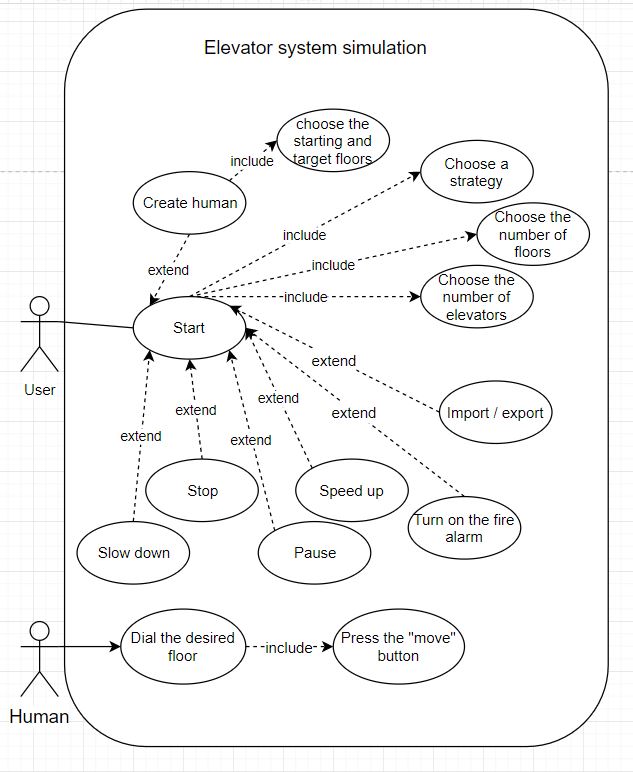 Elevator system simulation
choose the
starting and
target floors
include
Choose a
strategy
Create human
Choose the
number of
floors
include
include
extend
Choose the
number of
elevators
include
Start
User
extend
Import / export
extend
extend
extend
extend
extend
Stop
Speed up
Turn on the fire
alarm
Slow down
Pause
Dial the desired
floor
include
Press the "move"
button
Human